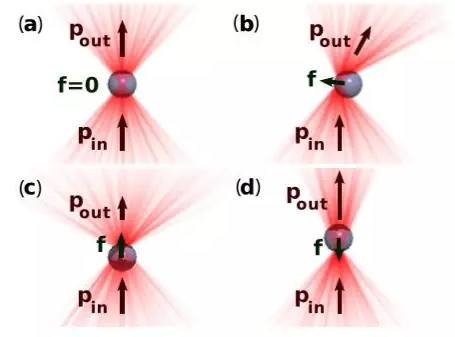 (a)
p_out
f=0
p_in
(b)
p_out
f
p_in
(c)
p_out
f
p_in
(d)
p_out
f
p_in